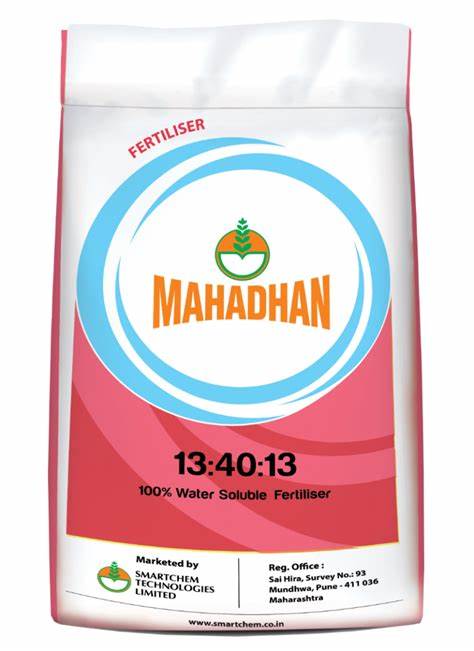 FERTILISER
MAHADHAN
13:40:13
100% Water Soluble Fertiliser
Marketed by
SMARTCHEM
TECHNOLOGIES
LIMITED
Reg. Office :
Sai Hira, Survey No.: 93
Mundhwa, Pune - 411 036
Maharashtra
www.smartchem.co.in